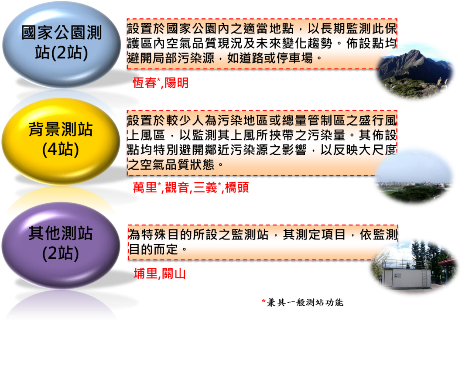 國家公園測
站(2站)
設置於國家公園內之適當地點，以長期監測此保
護區內空氣品質現況及未來變化趨勢。佈設點均
避開局部污染源，如道路或停車場。
恆春*,陽明
背景測站
(4站)
設置於較少人為污染地區或總量管制區之盛行風
上風區，以監測其上風所挾帶之污染量。其佈設
點均特別避開鄰近污染源之影響，以反映大尺度
之空氣品質狀態。
萬里*,觀音,三義*,橋頭
其他測站
(2站)
為特殊目的所設之監測站，其測定項目，依監測
目的而定。
埔里,關山
*兼具一般測站功能